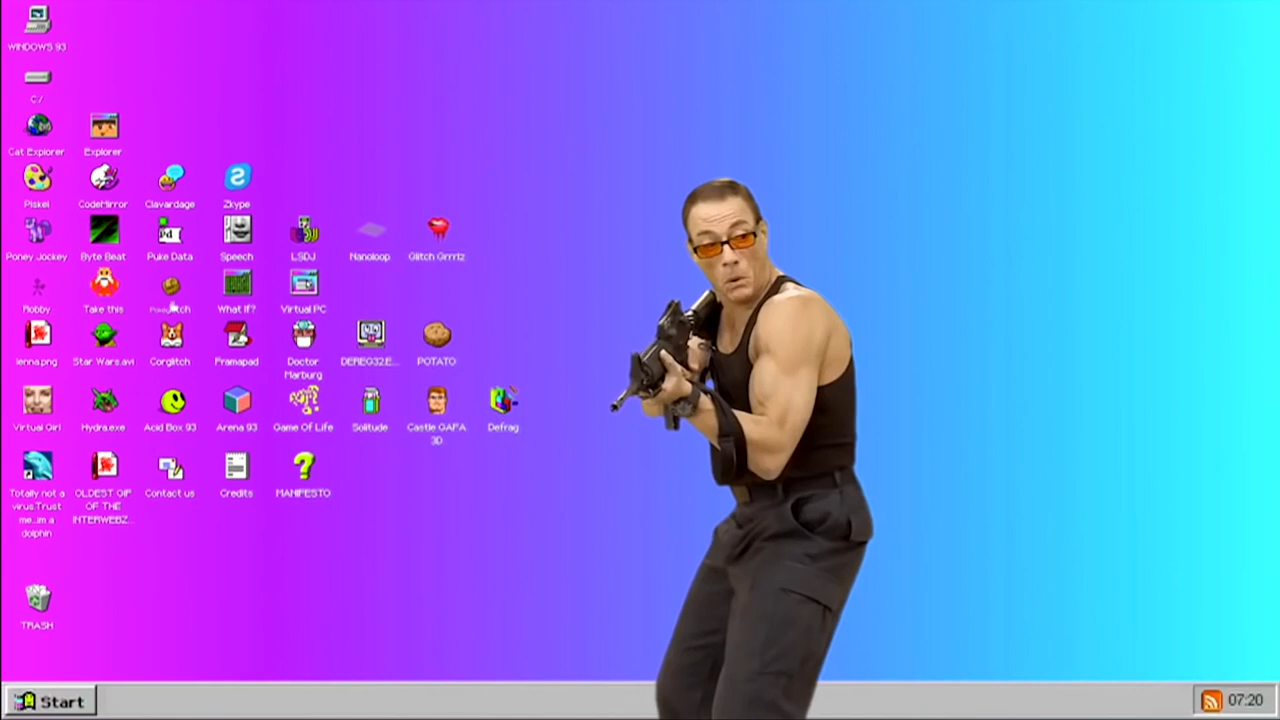 WINDOWS 93
C:/
Cat Explorer
Explorer
Piskel
CodeMirror
Clavardage
Zkype
Poney Jockey
Byte Beat
Puke Data
Speech
LSDJ
Nanoloop
Glitch Grrrlz
Robby
Take this
What If?
Virtual PC
lenna.png
Star Wars.avi
Corglitch
Framapad
Doctor
Marburg
DEFEG32.E...
POTATO
Virtual Girl
Hydra.exe
Acid Box 93
Arena 93
Game Of Life
Solitude
Castle GAFA
3D
Defrag
Totally not a
virus.Trust
me...im a
dolphin
OLDEST GIF
OF THE
INTERWEBZ...
Contact us
Credits
MANIFESTO
TRASH
Start
07:20